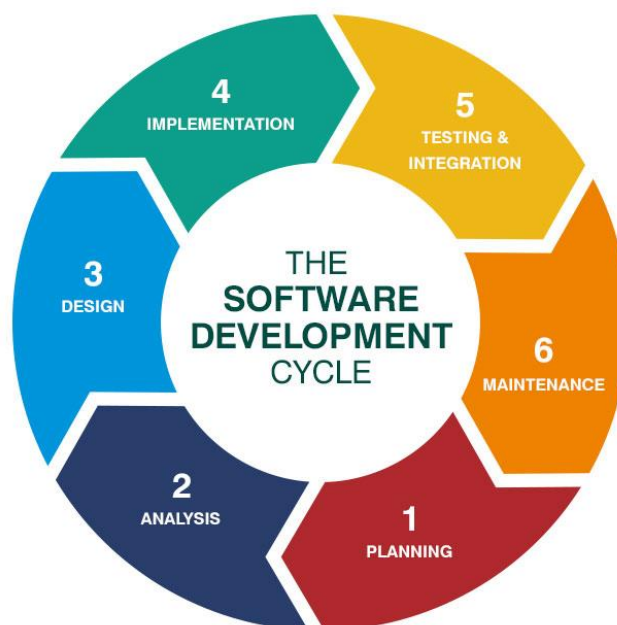 THE
SOFTWARE
DEVELOPMENT
CYCLE
1
PLANNING
2
ANALYSIS
3
DESIGN
4
IMPLEMENTATION
5
TESTING &
INTEGRATION
6
MAINTENANCE